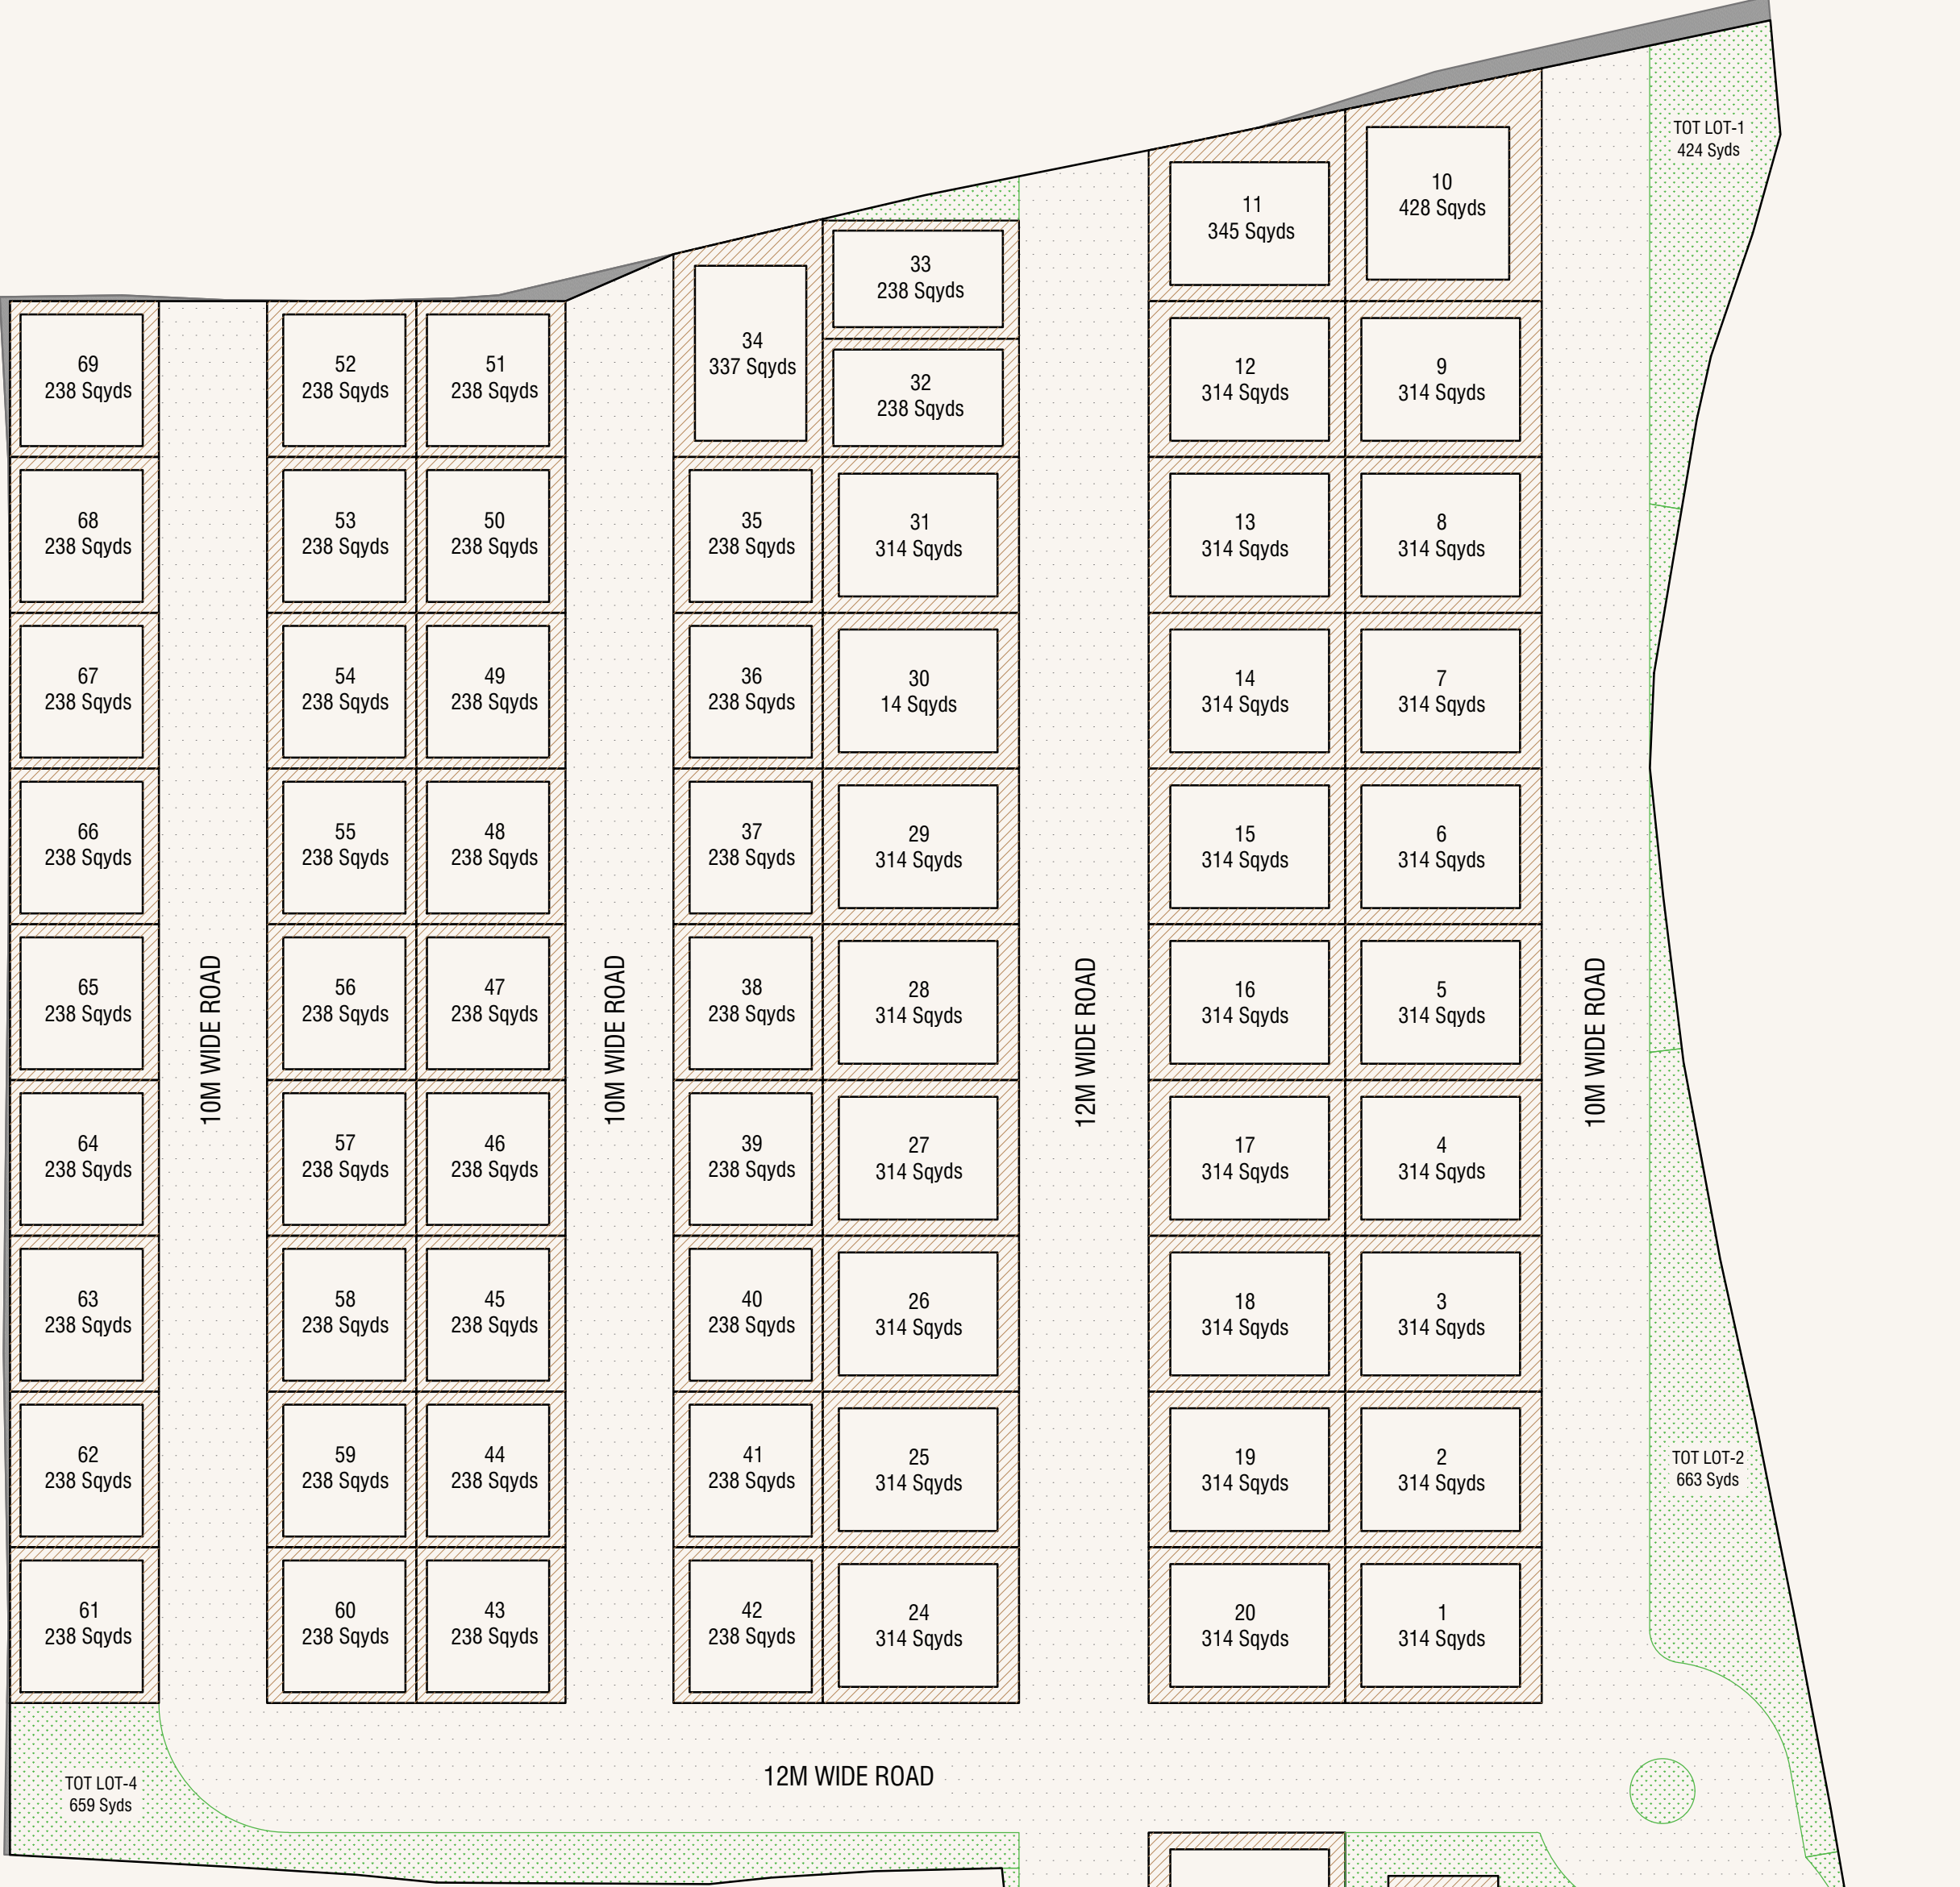 TOT LOT-1
424 Syds
10
428 Sqyds
11
345 Sqyds
33
238 Sqyds
34
337 Sqyds
32
238 Sqyds
69
238 Sqyds
52
238 Sqyds
51
238 Sqyds
12
314 Sqyds
9
314 Sqyds
68
238 Sqyds
53
238 Sqyds
50
238 Sqyds
35
238 Sqyds
31
314 Sqyds
13
314 Sqyds
8
314 Sqyds
67
238 Sqyds
54
238 Sqyds
49
238 Sqyds
36
238 Sqyds
30
14 Sqyds
14
314 Sqyds
7
314 Sqyds
66
238 Sqyds
55
238 Sqyds
48
238 Sqyds
37
238 Sqyds
29
314 Sqyds
15
314 Sqyds
6
314 Sqyds
65
238 Sqyds
10M WIDE ROAD
56
238 Sqyds
47
238 Sqyds
10M WIDE ROAD
38
238 Sqyds
28
314 Sqyds
12M WIDE ROAD
16
314 Sqyds
5
314 Sqyds
10M WIDE ROAD
64
238 Sqyds
57
238 Sqyds
46
238 Sqyds
39
238 Sqyds
27
314 Sqyds
17
314 Sqyds
4
314 Sqyds
63
238 Sqyds
58
238 Sqyds
45
238 Sqyds
40
238 Sqyds
26
314 Sqyds
18
314 Sqyds
3
314 Sqyds
62
238 Sqyds
59
238 Sqyds
44
238 Sqyds
41
238 Sqyds
25
314 Sqyds
19
314 Sqyds
2
314 Sqyds
TOT LOT-2
663 Syds
61
238 Sqyds
60
238 Sqyds
43
238 Sqyds
42
238 Sqyds
24
314 Sqyds
20
314 Sqyds
1
314 Sqyds
TOT LOT-4
659 Syds
12M WIDE ROAD